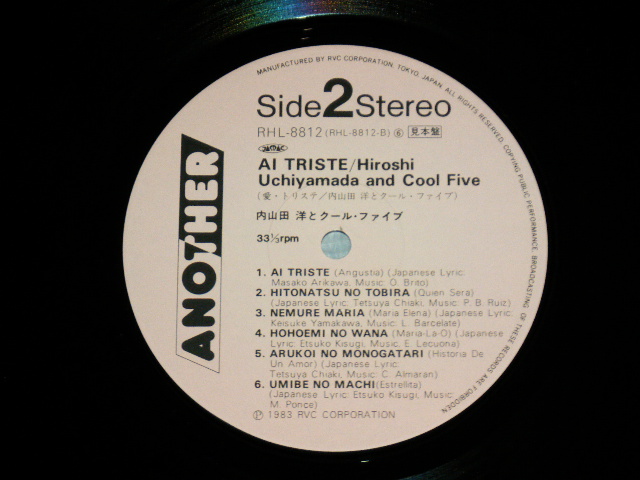 MANUFACTURED BY RVC CORPORATION, TOKYO, JAPAN. ALL RIGHTS RESERVED. COPYING PUBLIC PERFORMANCE, BROADCASTING OF THESE RECORDS ARE FORBIDDEN
Side 2 Stereo
RHL-8812 (RHL-8812-B) ⑥ 見本盤
ANOTHER
AI TRISTE/Hiroshi
Uchiyamada and Cool Five
(愛・トリステ/内山田 洋とクール・ファイブ)
内山田 洋とクール・ファイブ
33⅓rpm
1. AI TRISTE (Angustia) (Japanese Lyric:
Masako Arikawa, Music: O. Brito)
2. HITONATSU NO TOBIRA (Quien Sera)
(Japanese Lyric: Tetsuya Chiaki, Music: P. B. Ruiz)
3. NEMURE MARIA (Maria Elena) (Japanese Lyric:
Keisuke Yamakawa, Music: L. Barcelate)
4. HOHOEMI NO WANA (Maria-La-O) (Japanese
Lyric: Etsuko Kisugi, Music: E. Lecuona)
5. ARUKOI NO MONOGATARI (Historia De
Un Amor) (Japanese Lyric:
Tetsuya Chiaki, Music: C. Almaran)
6. UMIBE NO MACHI (Estrellita)
(Japanese Lyric: Etsuko Kisugi, Music:
M. Ponce)
Ⓟ 1983 RVC CORPORATION